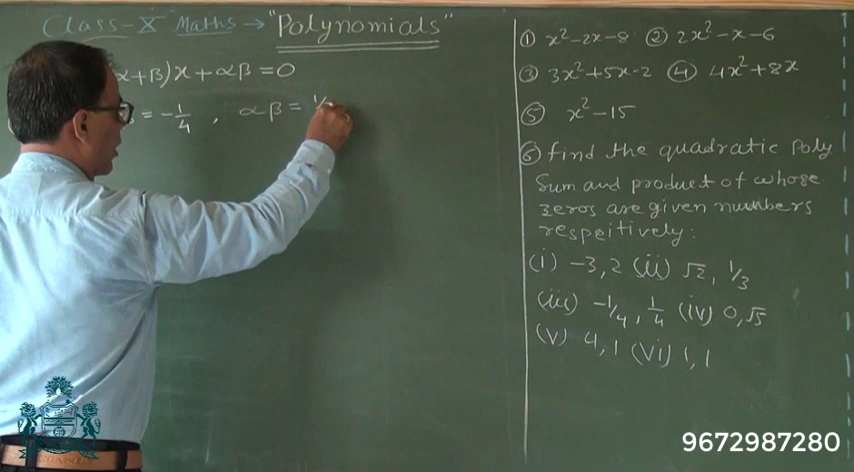 Class-X Maths → "Polynomials"
α+β)x + αβ = 0
= -1/4 , αβ = 1/
① x²-2x-8 ② 2x²-x-6
③ 3x²+5x-2 ④ 4x²+8x
⑤ x²-15
⑥ find the quadratic Poly
Sum and product of whose
zeros are given numbers
respeitively:
(i) -3, 2 (ii) √2, 1/3
(iii) -1/4, 1/4 (iv) 0, √5
(v) 4, 1 (vi) 1, 1
9672987280